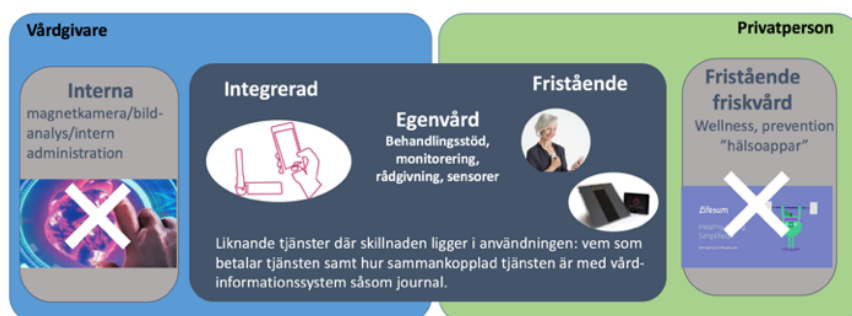 Vårdgivare
Privatperson
Interna
magnetkamera/bild-
analys/intern
administration
Integrerad
Egenvård
Behandlingsstöd,
monitorering,
rådgivning, sensorer
Fristående
Fristående
friskvård
Wellness, prevention
”hälsoappar”
Lifesum
Liknande tjänster där skillnaden ligger i användningen: vem som
betalar tjänsten samt hur sammankopplad tjänsten är med vård-
informationssystem såsom journal.